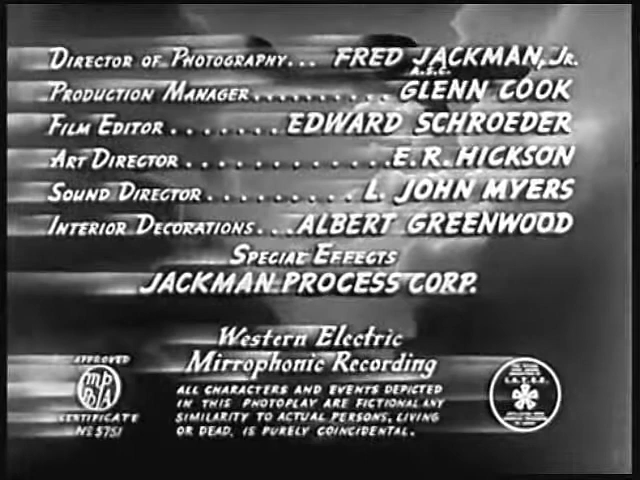 DIRECTOR OF PHOTOGRAPHY... FRED JACKMAN, JR.
A.S.C.
PRODUCTION MANAGER.......... GLENN COOK
FILM EDITOR....... EDWARD SCHROEDER
ART DIRECTOR.............E. R. HICKSON
SOUND DIRECTOR......... L. JOHN MYERS
INTERIOR DECORATIONS...ALBERT GREENWOOD
SPECIAL EFFECTS
JACKMAN PROCESS CORP.
Western Electric
Mirrophonic Recording
ALL CHARACTERS AND EVENTS DEPICTED
IN THIS PHOTOPLAY ARE FICTIONAL ANY
SIMILARITY TO ACTUAL PERSONS, LIVING
OR DEAD, IS PURELY COINCIDENTAL.
APPROVED
MPPDA
CERTIFICATE
No 5751
I.A.T.S.E.